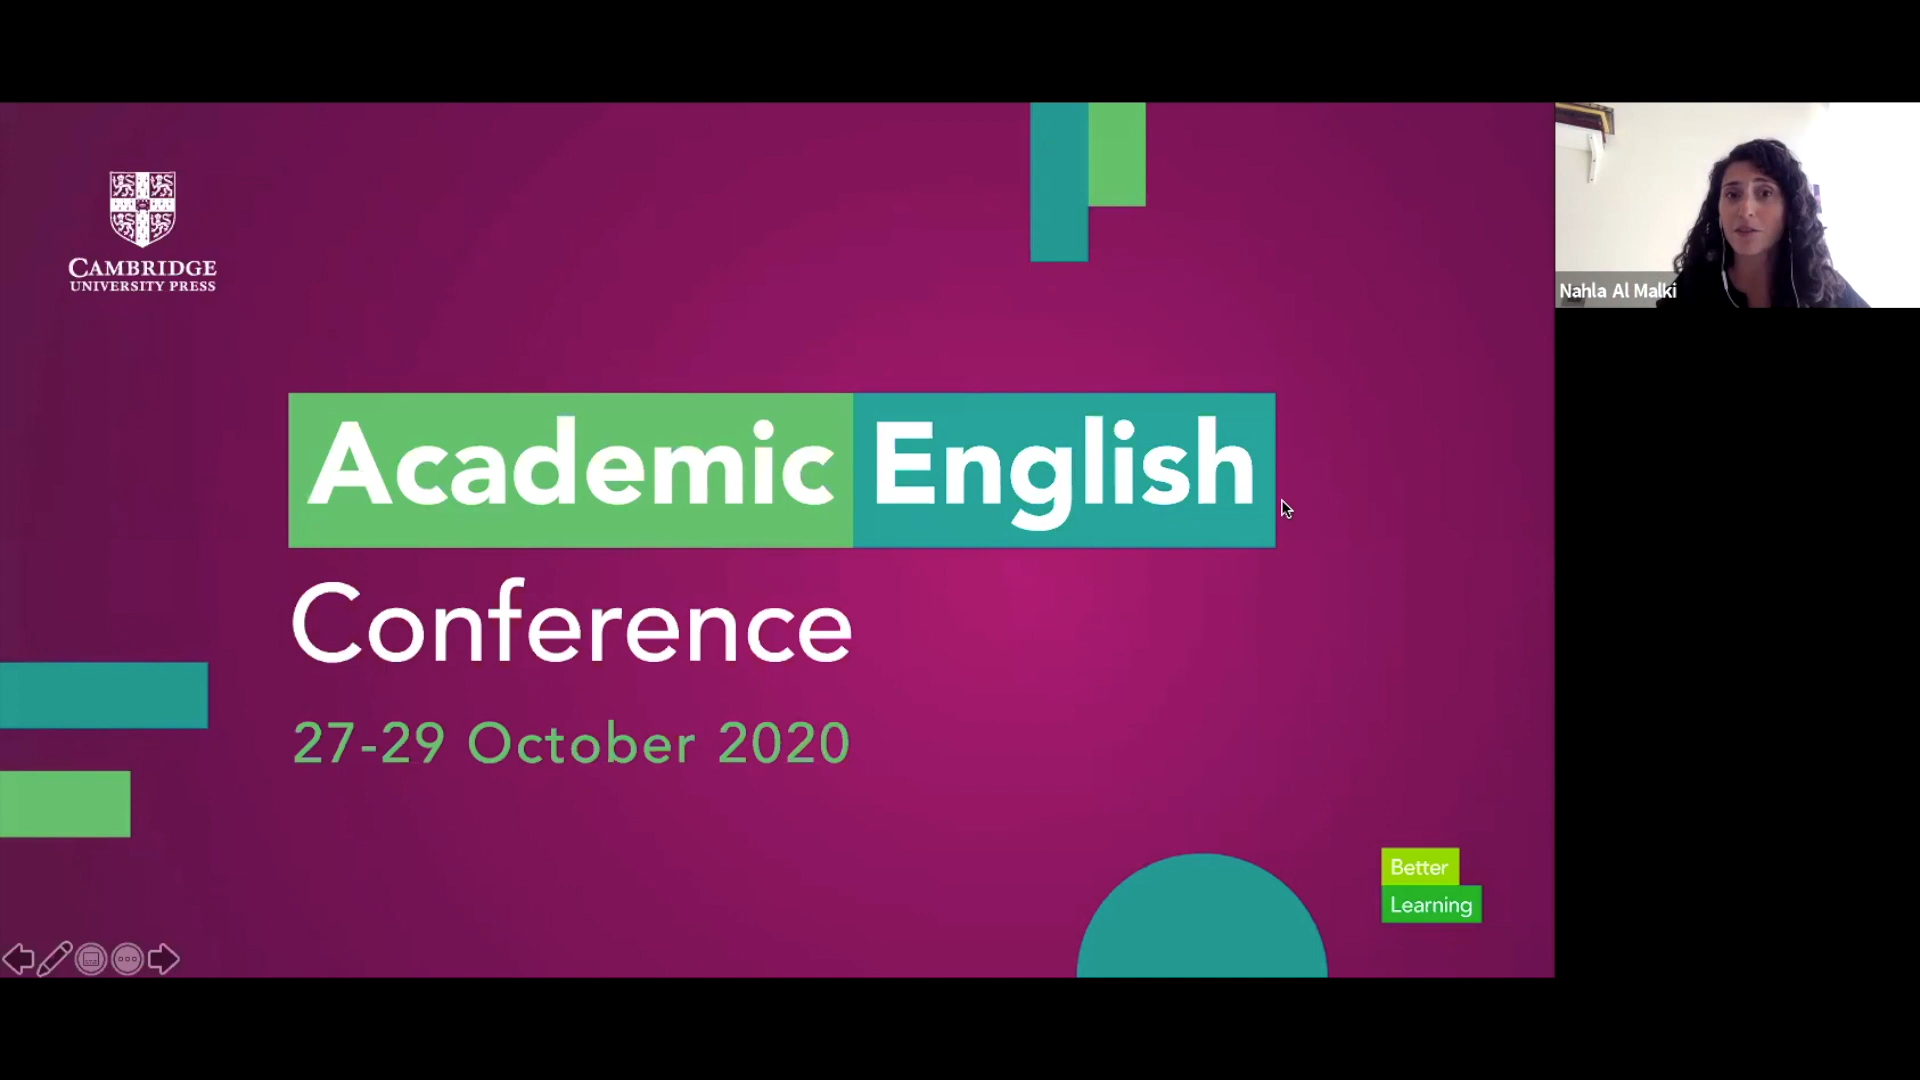 CAMBRIDGE
UNIVERSITY PRESS
Nahla Al Malki
Academic English
Conference
27-29 October 2020
Better
Learning